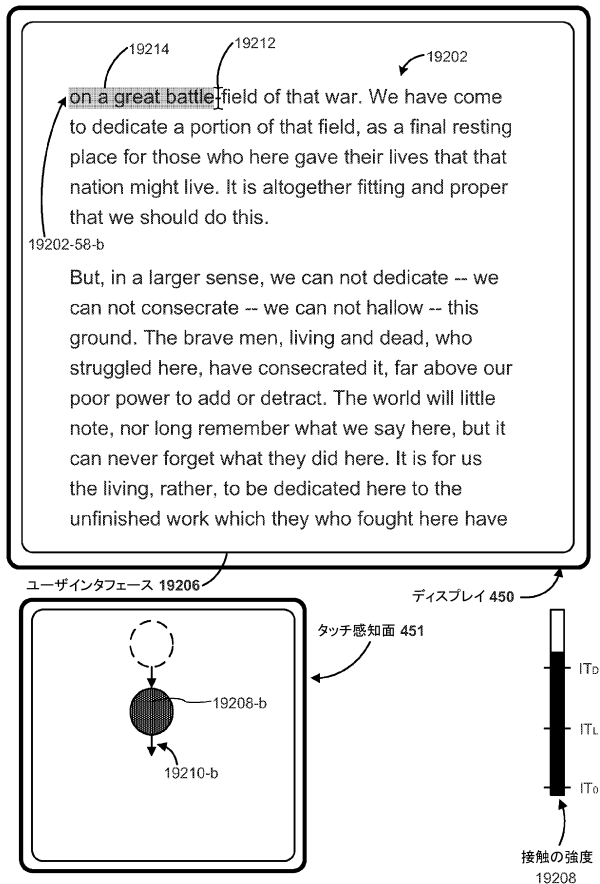 19214
19212
19202
on a great battle-field of that war. We have come
to dedicate a portion of that field, as a final resting
place for those who here gave their lives that that
nation might live. It is altogether fitting and proper
that we should do this.
19202-58-b
But, in a larger sense, we can not dedicate -- we
can not consecrate -- we can not hallow -- this
ground. The brave men, living and dead, who
struggled here, have consecrated it, far above our
poor power to add or detract. The world will little
note, nor long remember what we say here, but it
can never forget what they did here. It is for us
the living, rather, to be dedicated here to the
unfinished work which they who fought here have
ユーザインタフェース 19206
ディスプレイ 450
タッチ感知面 451
19208-b
19210-b
ITD
ITL
IT0
接触の強度
19208